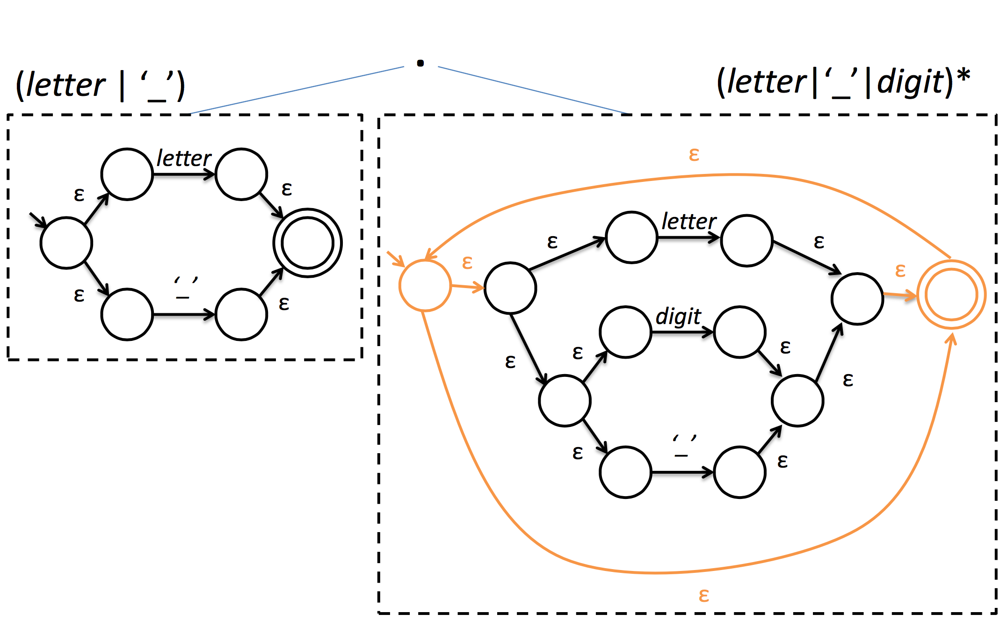 .
(letter | ‘_’)
(letter|‘_’|digit)*
letter
ε
ε
ε
‘_’
ε
ε
letter
ε
ε
ε
ε
digit
ε
ε
ε
ε
‘_’
ε
ε
ε